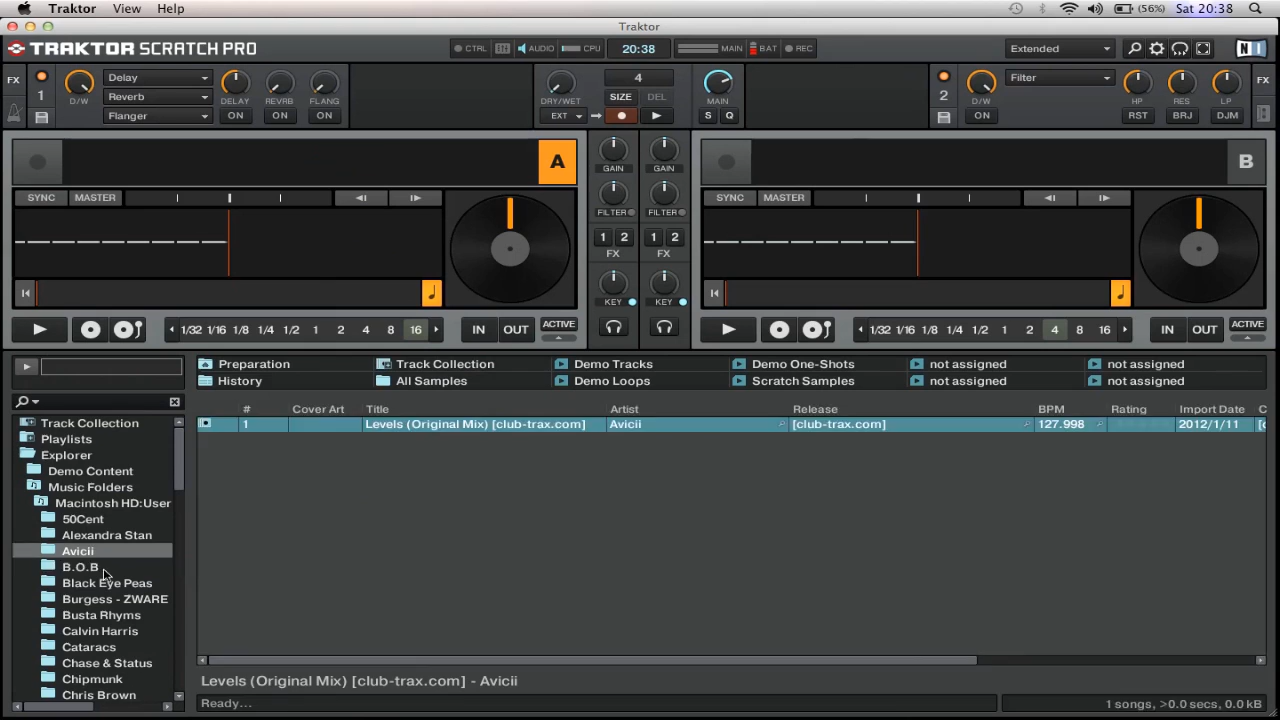 Traktor View Help (56%) Sat 20:38
Traktor
TRAKTOR SCRATCH PRO CTRL AUDIO CPU 20:38 MAIN BAT REC Extended NI
FX 1 D/W Delay Reverb Flanger DELAY ON REVRB ON FLANG ON
DRY/WET EXT 4 SIZE DEL MAIN S Q
2 D/W ON Filter HP RST RES BRJ LP DJM FX
A
SYNC MASTER
1/32 1/16 1/8 1/4 1/2 1 2 4 8 16 IN OUT ACTIVE
GAIN GAIN
FILTER FILTER
1 2 1 2
FX FX
KEY KEY
B
SYNC MASTER
1/32 1/16 1/8 1/4 1/2 1 2 4 8 16 IN OUT ACTIVE
Preparation Track Collection Demo Tracks Demo One-Shots not assigned not assigned
History All Samples Demo Loops Scratch Samples not assigned not assigned
Track Collection
Playlists
Explorer
Demo Content
Music Folders
Macintosh HD:User
50Cent
Alexandra Stan
Avicii
B.O.B
Black Eye Peas
Burgess - ZWARE
Busta Rhyms
Calvin Harris
Cataracs
Chase & Status
Chipmunk
Chris Brown
# Cover Art Title Artist Release BPM Rating Import Date C
1 Levels (Original Mix) [club-trax.com] Avicii [club-trax.com] 127.998 2012/1/11
Levels (Original Mix) [club-trax.com] - Avicii
Ready... 1 songs, >0.0 secs, 0.0 kB